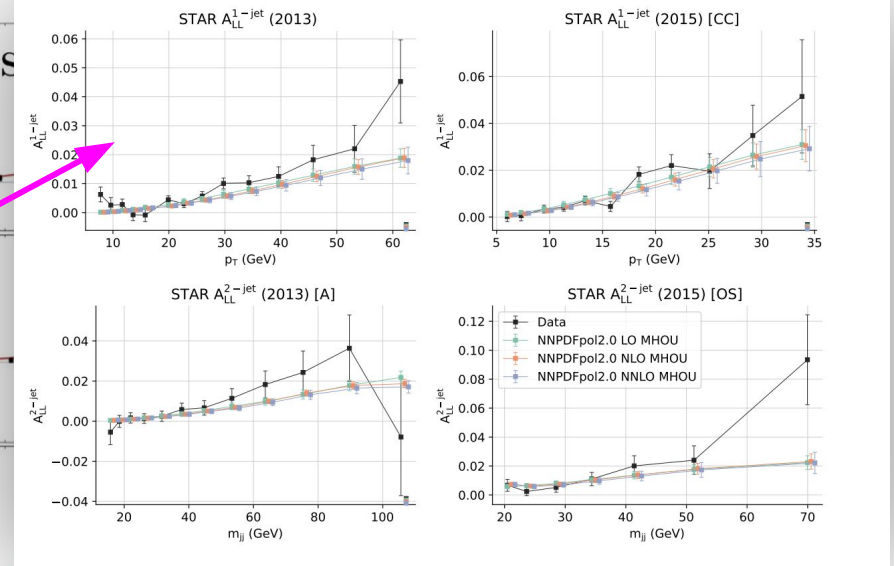 STAR A_LL^1-jet (2013)
0.06
0.05
0.04
0.03
0.02
0.01
0.00
A_LL^1-jet
10 20 30 40 50 60
p_T (GeV)
STAR A_LL^1-jet (2015) [CC]
0.06
0.04
0.02
0.00
A_LL^1-jet
5 10 15 20 25 30 35
p_T (GeV)
STAR A_LL^2-jet (2013) [A]
0.04
0.02
0.00
−0.02
−0.04
A_LL^2-jet
20 40 60 80 100
m_jj (GeV)
STAR A_LL^2-jet (2015) [OS]
0.12
0.10
0.08
0.06
0.04
0.02
0.00
A_LL^2-jet
Data
NNPDFpol2.0 LO MHOU
NNPDFpol2.0 NLO MHOU
NNPDFpol2.0 NNLO MHOU
20 30 40 50 60 70
m_jj (GeV)